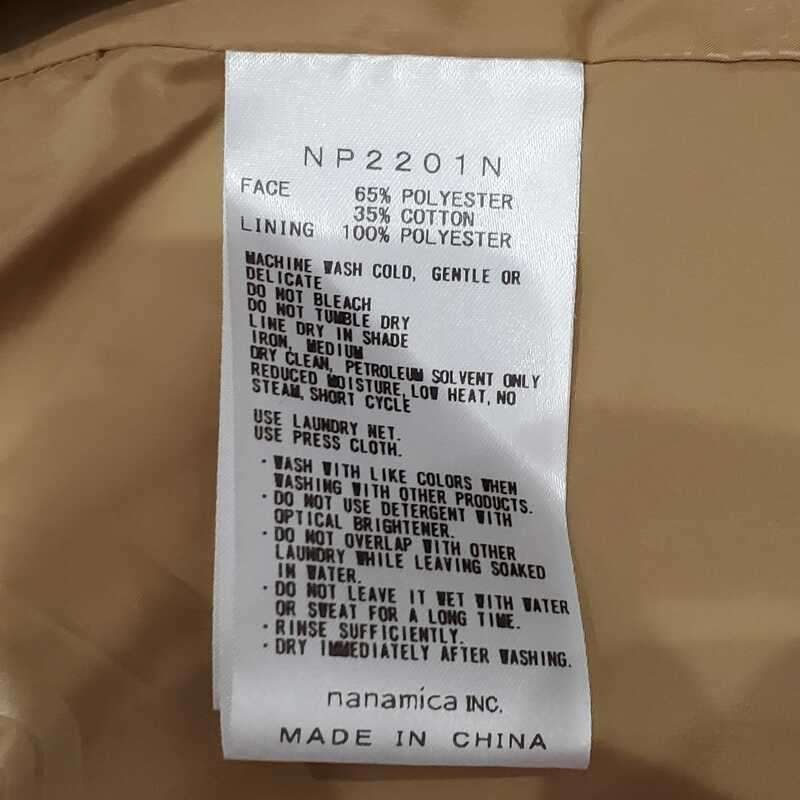 NP2201N
FACE 65% POLYESTER
35% COTTON
LINING 100% POLYESTER
MACHINE WASH COLD, GENTLE OR
DELICATE
DO NOT BLEACH
DO NOT TUMBLE DRY
LINE DRY IN SHADE
IRON, MEDIUM
DRY CLEAN, PETROLEUM SOLVENT ONLY
REDUCED MOISTURE, LOW HEAT, NO
STEAM, SHORT CYCLE
USE LAUNDRY NET.
USE PRESS CLOTH.
・WASH WITH LIKE COLORS WHEN
WASHING WITH OTHER PRODUCTS.
・DO NOT USE DETERGENT WITH
OPTICAL BRIGHTENER.
・DO NOT OVERLAP WITH OTHER
LAUNDRY WHILE LEAVING SOAKED
IN WATER.
・DO NOT LEAVE IT WET WITH WATER
OR SWEAT FOR A LONG TIME.
・RINSE SUFFICIENTLY.
・DRY IMMEDIATELY AFTER WASHING.
nanamica INC.
MADE IN CHINA